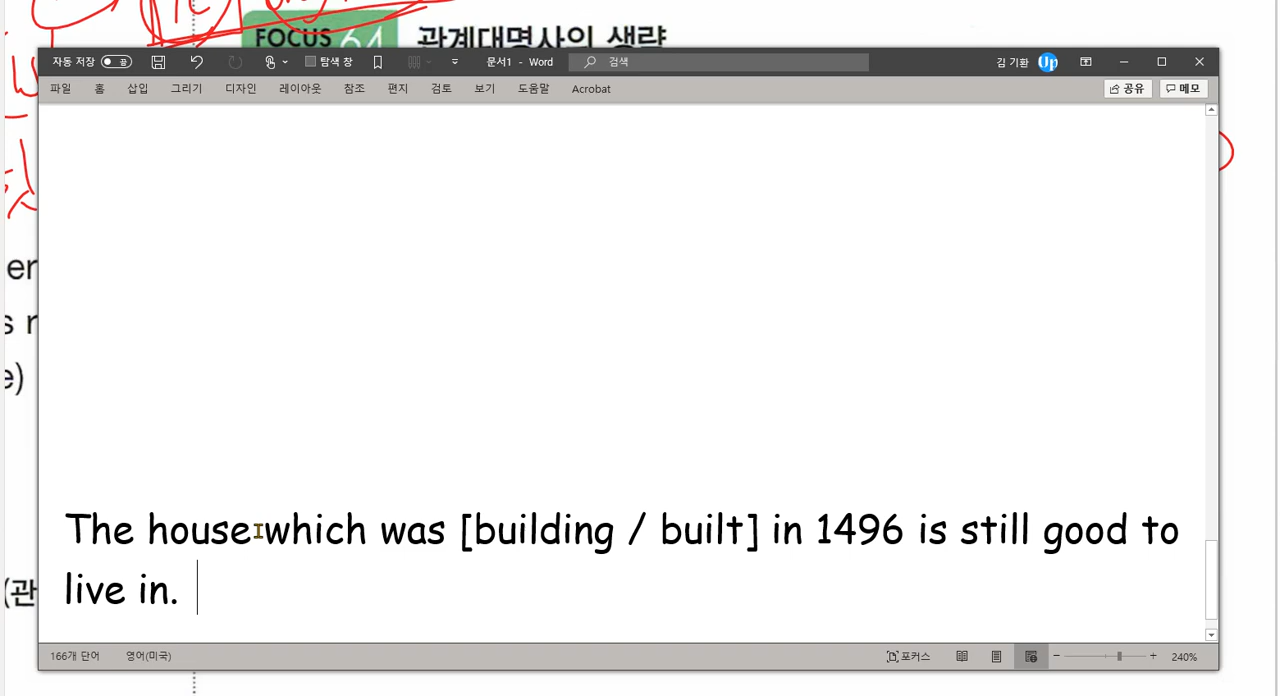 FOCUS 64 관계대명사의 생략
자동 저장 끔 탐색 창 문서1 - Word 검색 김 기환 Up
파일 홈 삽입 그리기 디자인 레이아웃 참조 편지 검토 보기 도움말 Acrobat 공유 메모
er
s r
e)
The house which was [building / built] in 1496 is still good to
live in.
(관
166개 단어 영어(미국) 포커스 240%